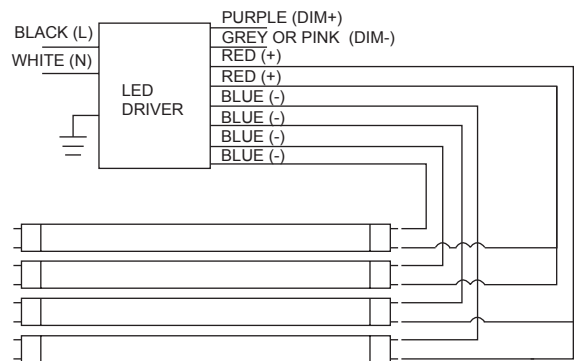 PURPLE (DIM+)
BLACK (L)
GREY OR PINK (DIM-)
WHITE (N)
RED (+)
RED (+)
LED
DRIVER
BLUE (-)
BLUE (-)
BLUE (-)
BLUE (-)